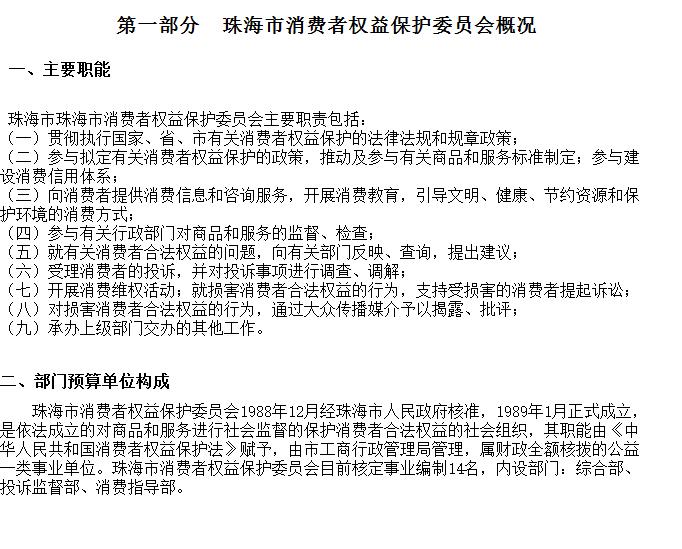 第一部分　珠海市消费者权益保护委员会概况
一、主要职能
珠海市珠海市消费者权益保护委员会主要职责包括：
（一）贯彻执行国家、省、市有关消费者权益保护的法律法规和规章政策；
（二）参与拟定有关消费者权益保护的政策，推动及参与有关商品和服务标准制定；参与建
设消费信用体系；
（三）向消费者提供消费信息和咨询服务，开展消费教育，引导文明、健康、节约资源和保
护环境的消费方式；
（四）参与有关行政部门对商品和服务的监督、检查；
（五）就有关消费者合法权益的问题，向有关部门反映、查询，提出建议；
（六）受理消费者的投诉，并对投诉事项进行调查、调解；
（七）开展消费维权活动；就损害消费者合法权益的行为，支持受损害的消费者提起诉讼；
（八）对损害消费者合法权益的行为，通过大众传播媒介予以揭露、批评；
（九）承办上级部门交办的其他工作。
二、部门预算单位构成
珠海市消费者权益保护委员会1988年12月经珠海市人民政府核准，1989年1月正式成立，
是依法成立的对商品和服务进行社会监督的保护消费者合法权益的社会组织，其职能由《中
华人民共和国消费者权益保护法》赋予，由市工商行政管理局管理，属财政全额核拨的公益
一类事业单位。珠海市消费者权益保护委员会目前核定事业编制14名，内设部门：综合部、
投诉监督部、消费指导部。